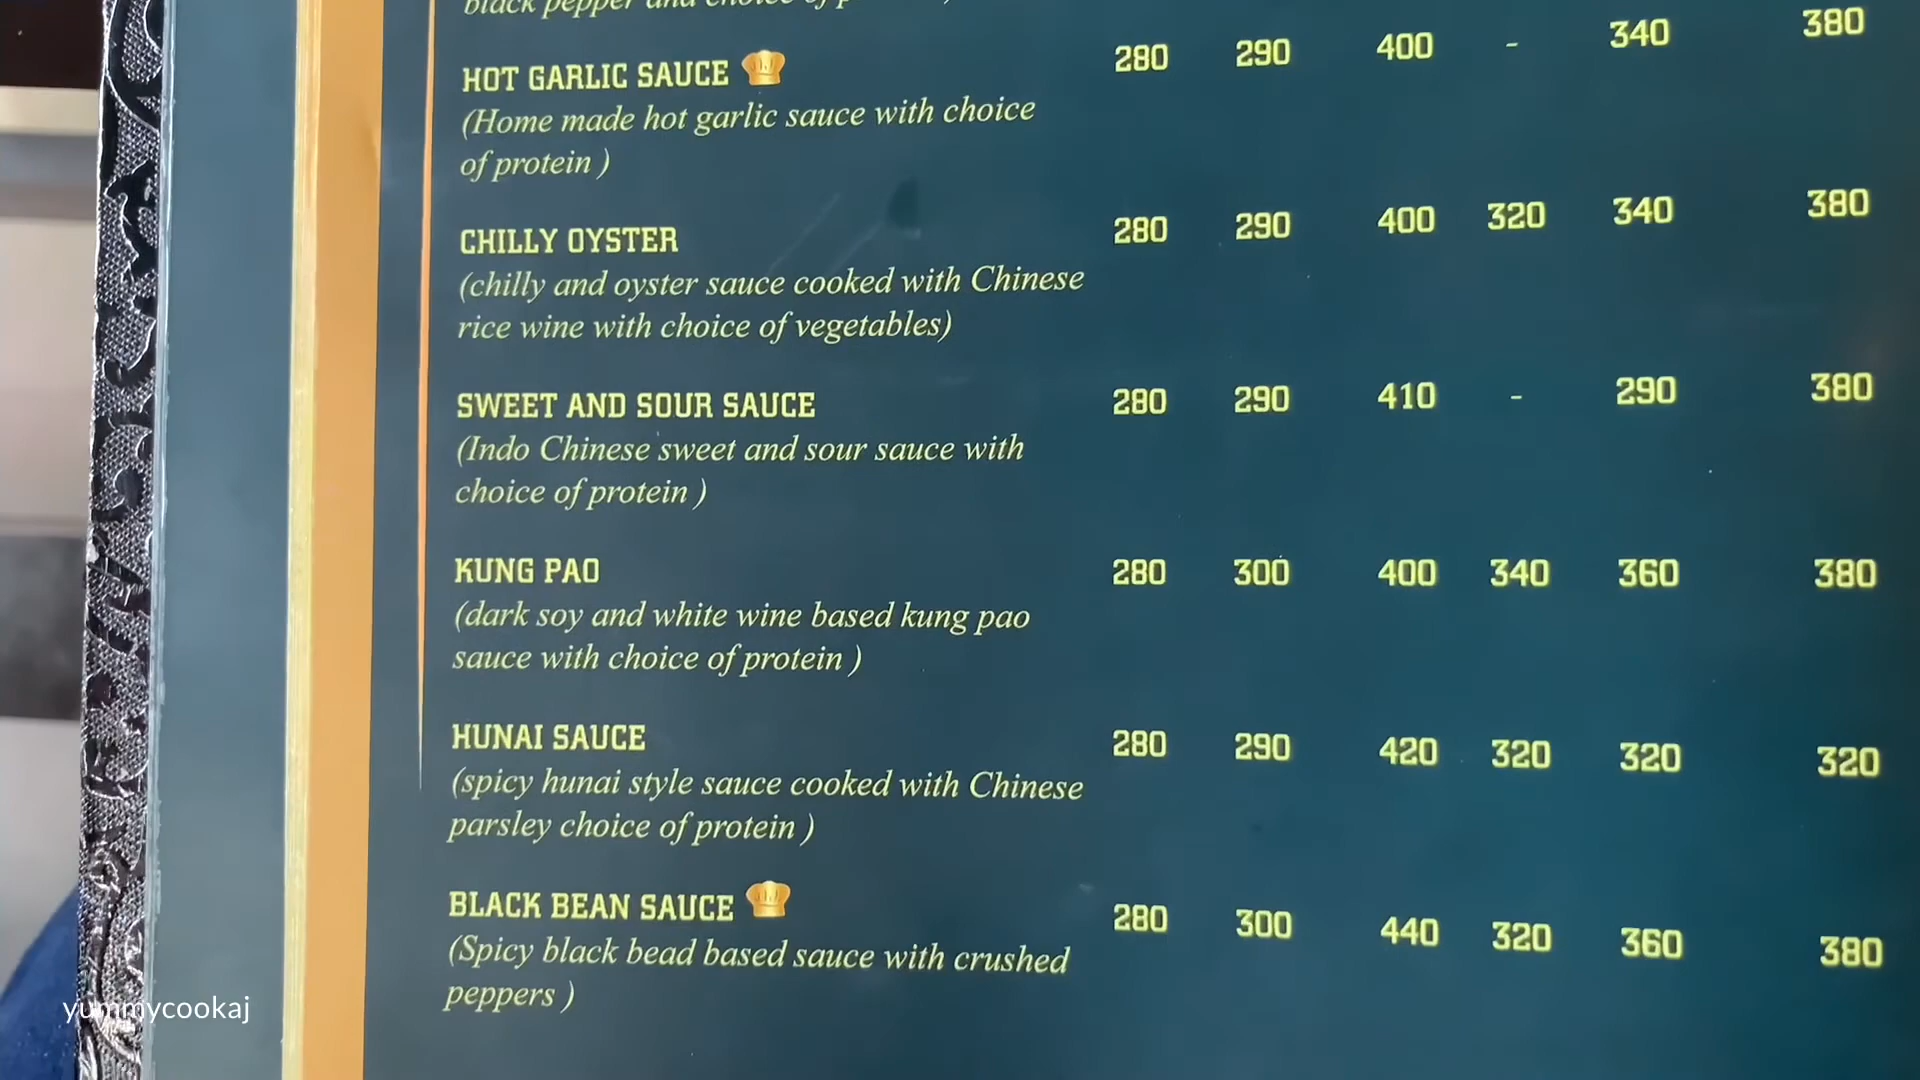 black pepper and choice of
HOT GARLIC SAUCE 280 290 400 - 340 380
(Home made hot garlic sauce with choice
of protein )
CHILLY OYSTER 280 290 400 320 340 380
(chilly and oyster sauce cooked with Chinese
rice wine with choice of vegetables)
SWEET AND SOUR SAUCE 280 290 410 - 290 380
(Indo Chinese sweet and sour sauce with
choice of protein )
KUNG PAO 280 300 400 340 360 380
(dark soy and white wine based kung pao
sauce with choice of protein )
HUNAI SAUCE 280 290 420 320 320 320
(spicy hunai style sauce cooked with Chinese
parsley choice of protein )
BLACK BEAN SAUCE 280 300 440 320 360 380
(Spicy black bead based sauce with crushed
peppers )
yummycookaj